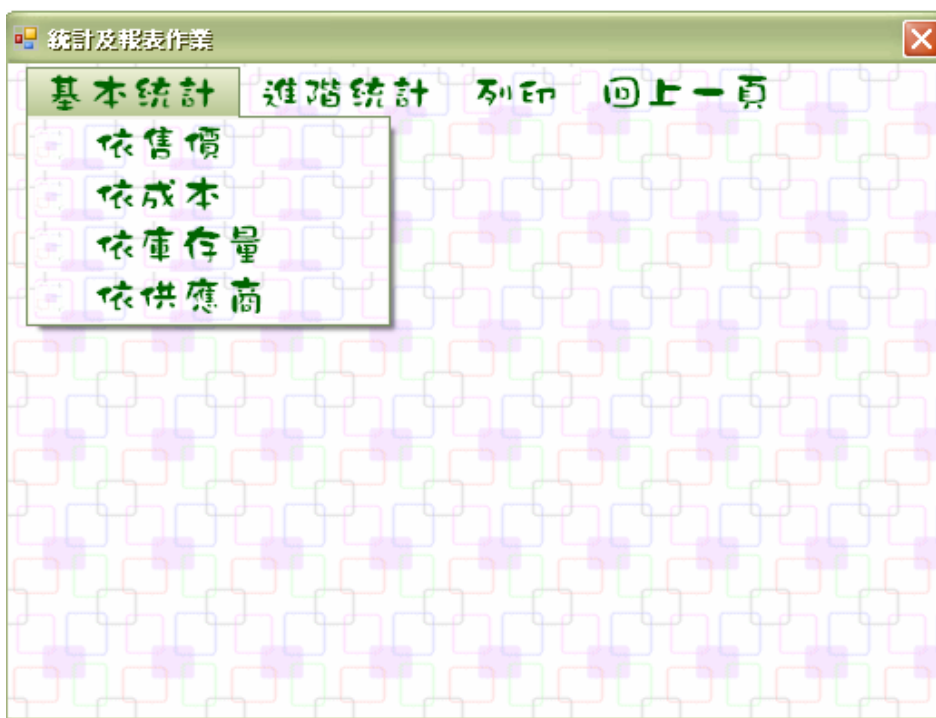 統計及報表作業
基本統計 進階統計 列印 回上一頁
依售價
依成本
依庫存量
依供應商